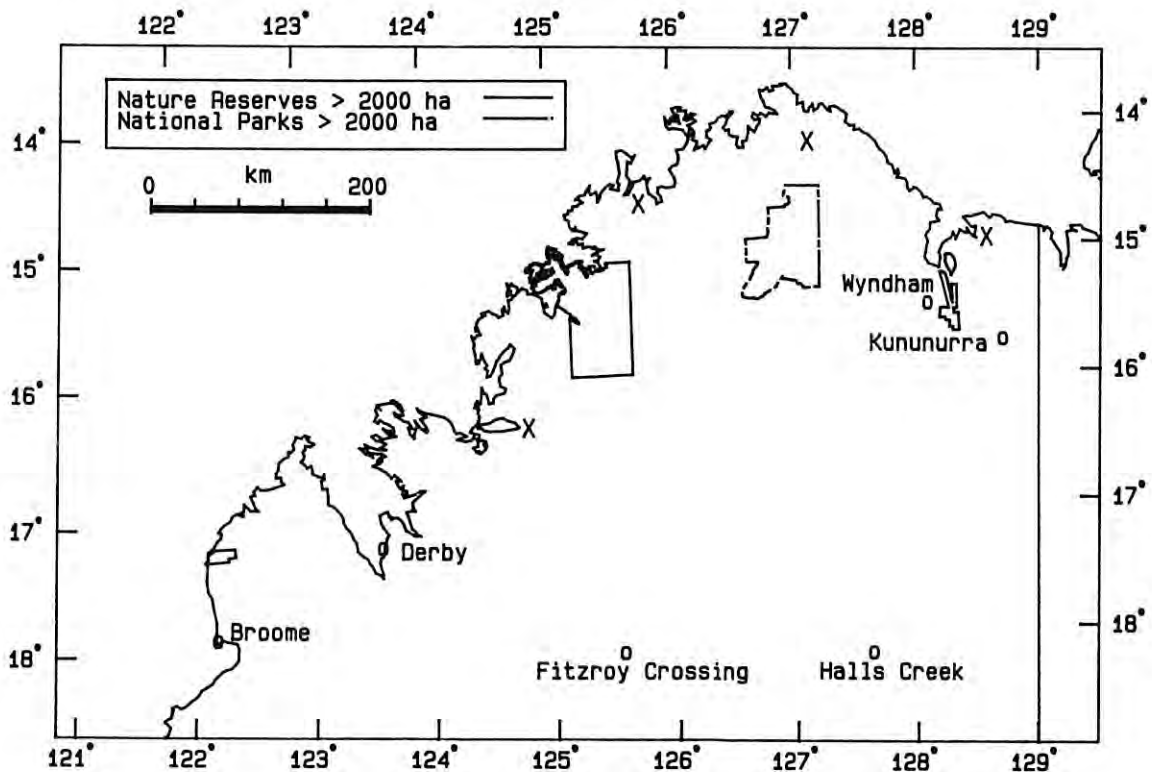 122° 123° 124° 125° 126° 127° 128° 129°
Nature Reserves > 2000 ha
National Parks > 2000 ha
14° 14°
km
0 200
X
X
X
15° 15°
Wyndham
Kununurra
16° 16°
X
17° 17°
Derby
Broome
18° 18°
Fitzroy Crossing Halls Creek
121° 122° 123° 124° 125° 126° 127° 128° 129°